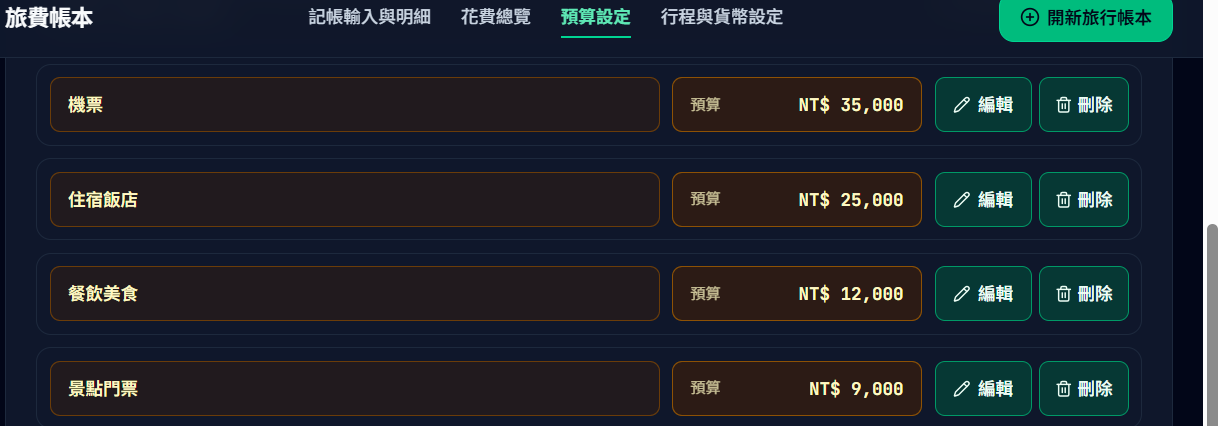 旅費帳本
記帳輸入與明細 花費總覽 預算設定 行程與貨幣設定 開新旅行帳本
機票 預算 NT$ 35,000 編輯 刪除
住宿飯店 預算 NT$ 25,000 編輯 刪除
餐飲美食 預算 NT$ 12,000 編輯 刪除
景點門票 預算 NT$ 9,000 編輯 刪除